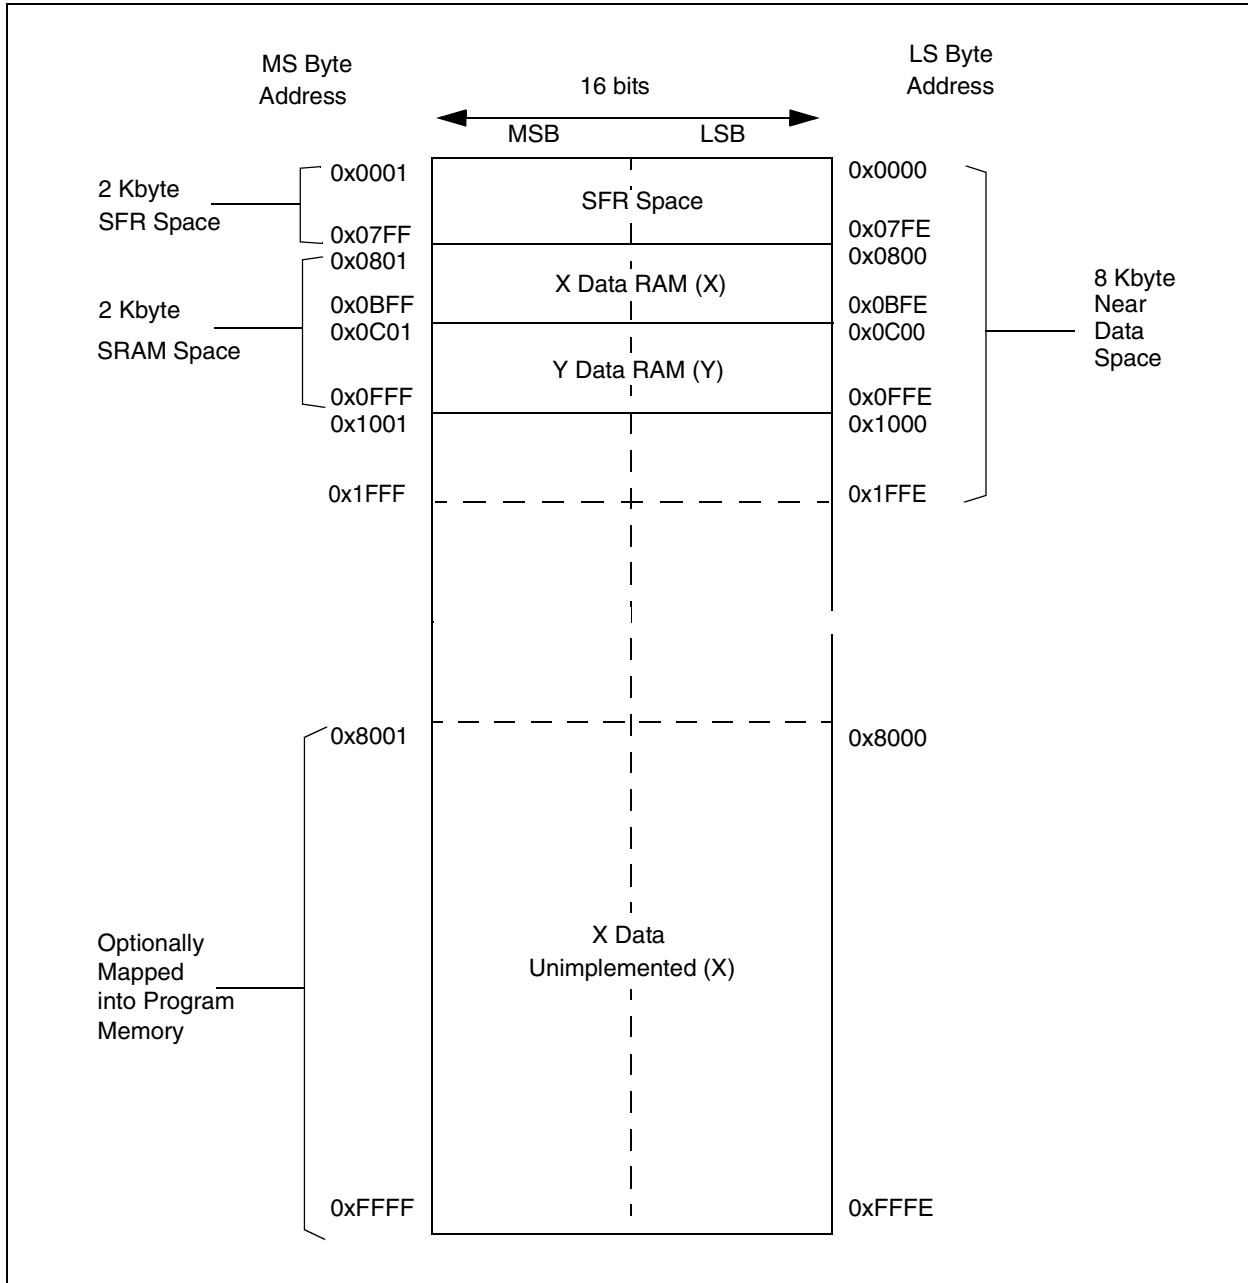 MS Byte
Address
16 bits
LS Byte
Address
MSB
LSB
2 Kbyte
SFR Space
0x0001
SFR Space
0x0000
0x07FF
0x07FE
2 Kbyte
SRAM Space
0x0801
X Data RAM (X)
0x0800
0x0BFF
0x0BFE
0x0C01
0x0C00
Y Data RAM (Y)
0x0FFF
0x0FFE
0x1001
0x1000
8 Kbyte
Near
Data
Space
0x1FFF
0x1FFE
0x8001
0x8000
Optionally
Mapped
into Program
Memory
X Data
Unimplemented (X)
0xFFFF
0xFFFE